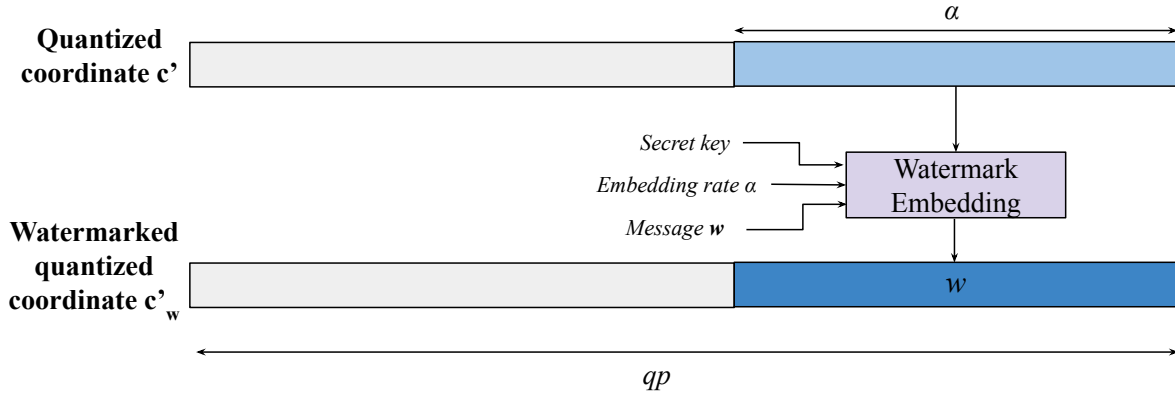 α
Quantized
coordinate c’
Secret key
Watermark
Embedding rate α
Embedding
Message w
Watermarked
quantized
coordinate c’w
w
qp